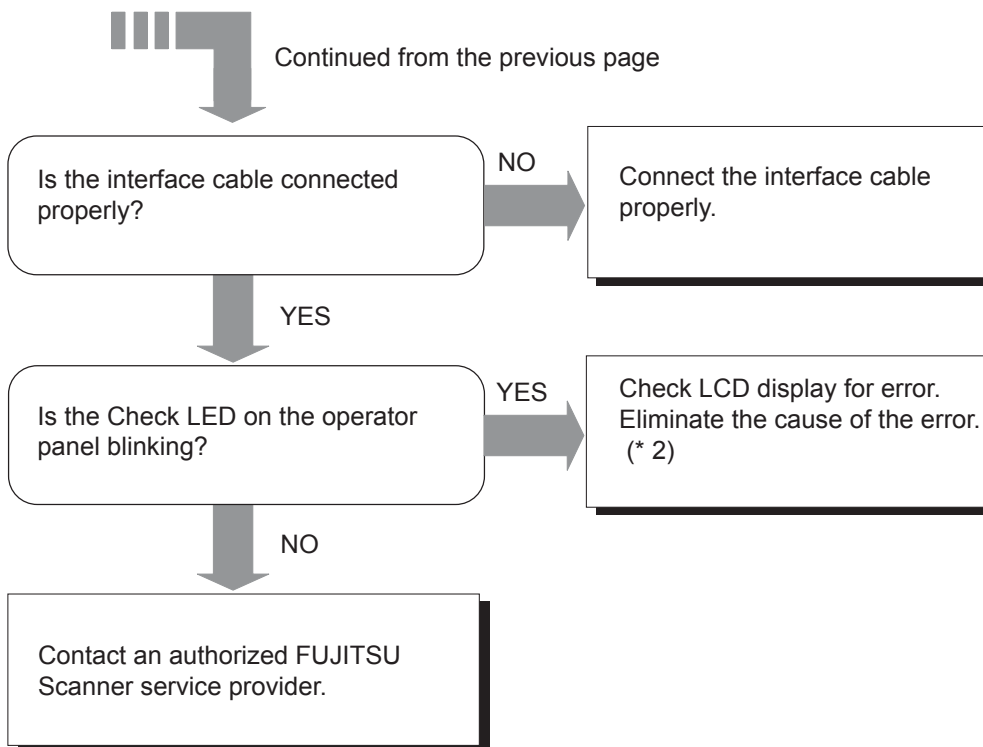 Continued from the previous page
Is the interface cable connected
properly?
NO
Connect the interface cable
properly.
YES
Is the Check LED on the operator
panel blinking?
YES
Check LCD display for error.
Eliminate the cause of the error.
(* 2)
NO
Contact an authorized FUJITSU
Scanner service provider.